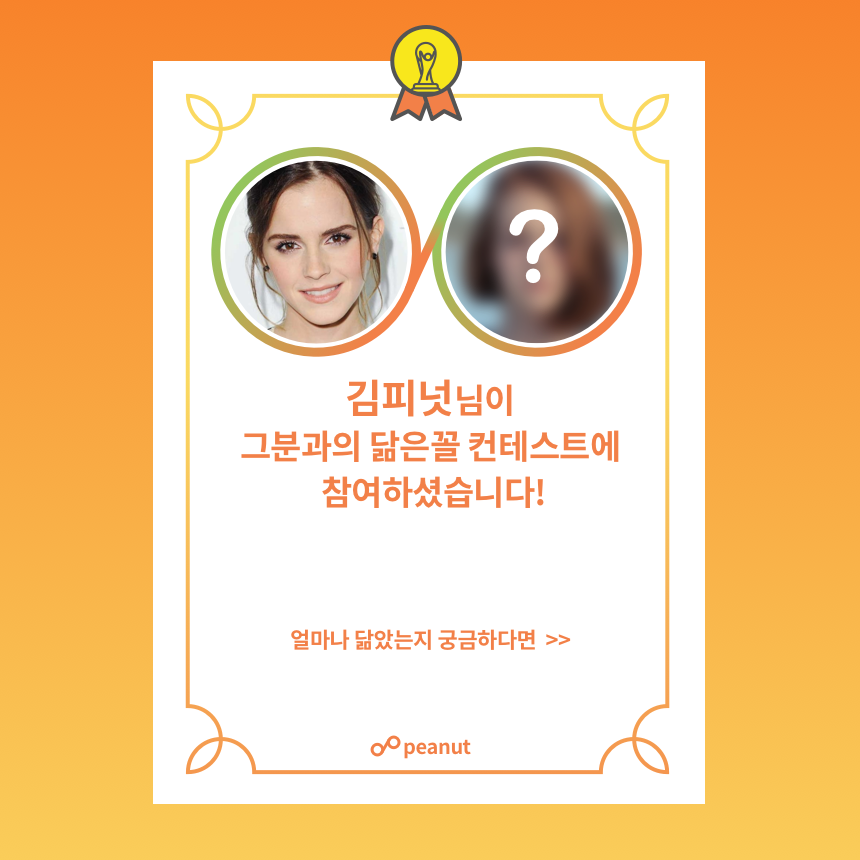 ?
김피넛님이
그분과의 닮은꼴 컨테스트에
참여하셨습니다!
얼마나 닮았는지 궁금하다면 >>
peanut